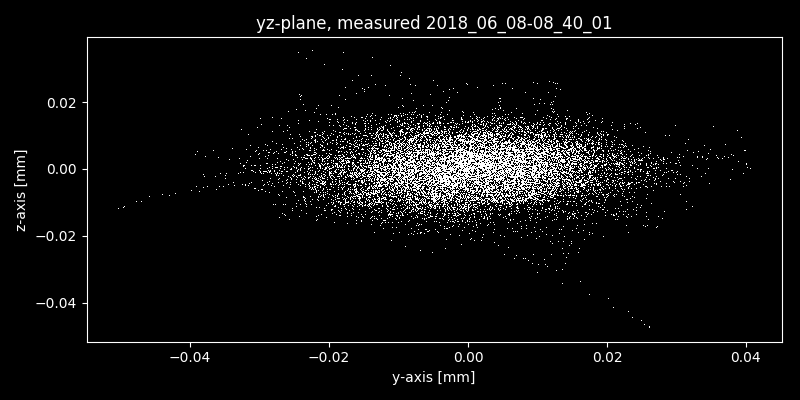 yz-plane, measured 2018_06_08-08_40_01
z-axis [mm]
0.02
0.00
−0.02
−0.04
−0.04 −0.02 0.00 0.02 0.04
y-axis [mm]